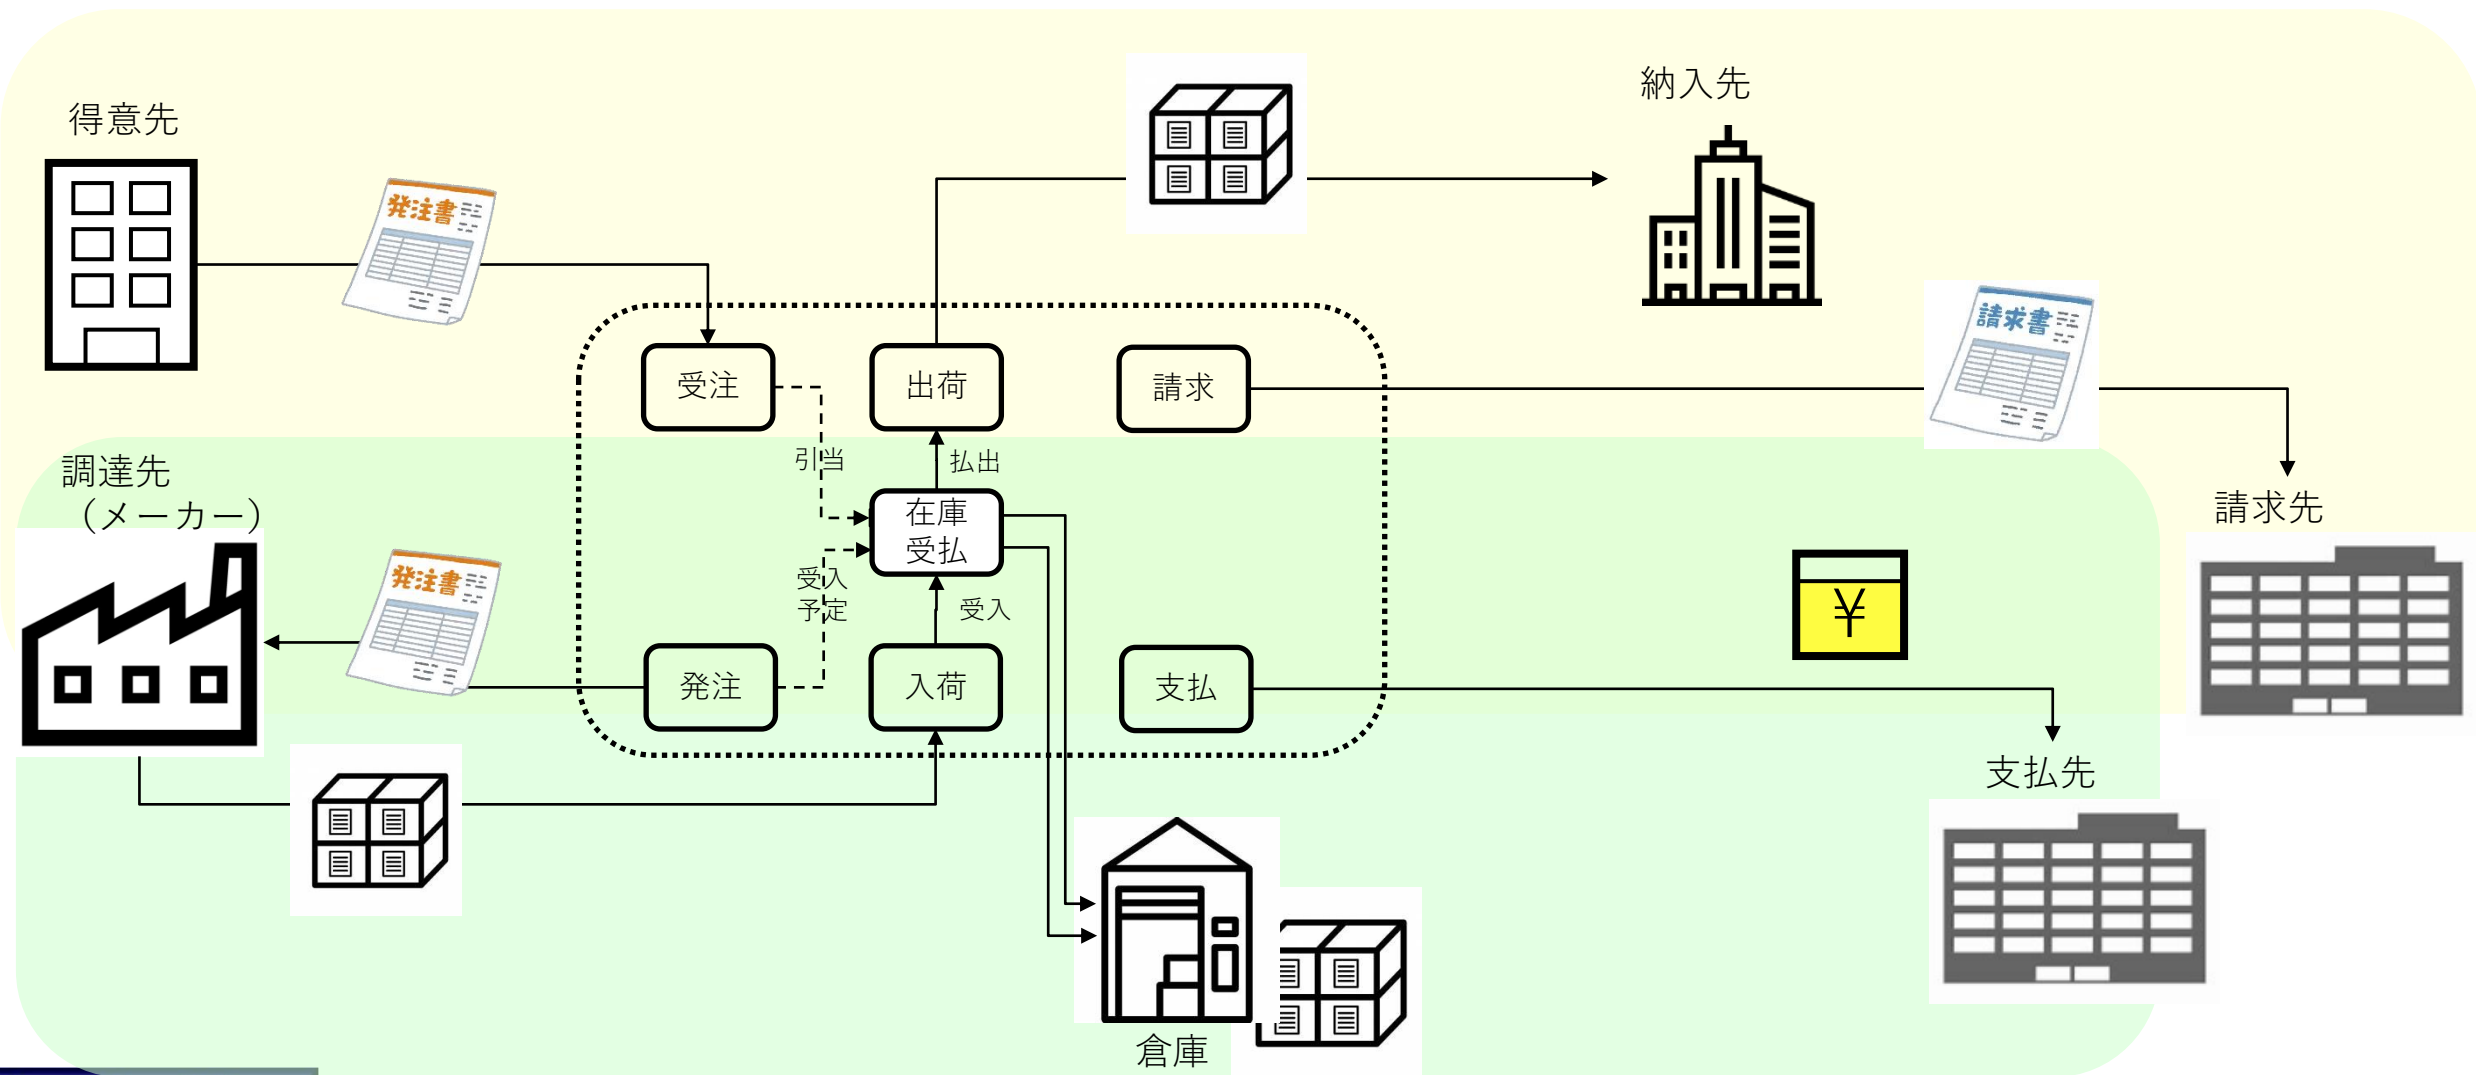 得意先
発注書
納入先
請求書
受注
出荷
請求
引当
払出
調達先
（メーカー）
発注書
在庫
受払
請求先
受入
予定
受入
¥
発注
入荷
支払
支払先
倉庫